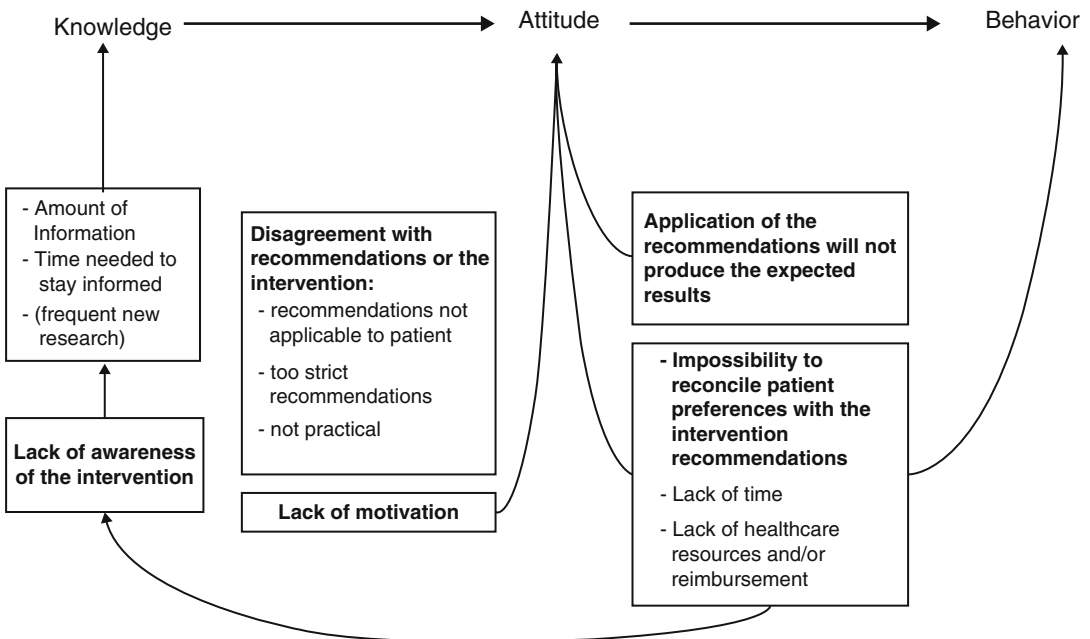 Knowledge
Attitude
Behavior
- Amount of
Information
- Time needed to
stay informed
- (frequent new
research)
Lack of awareness
of the intervention
Disagreement with
recommendations or the
intervention:
- recommendations not
applicable to patient
- too strict
recommendations
- not practical
Lack of motivation
Application of the
recommendations will not
produce the expected
results
- Impossibility to
reconcile patient
preferences with the
intervention
recommendations
- Lack of time
- Lack of healthcare
resources and/or
reimbursement